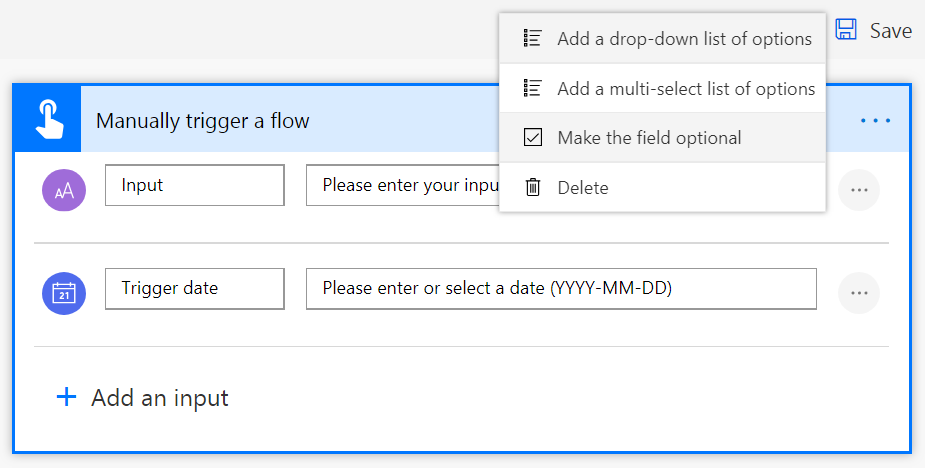 Add a drop-down list of options
Save
Add a multi-select list of options
Manually trigger a flow
Make the field optional
AA
Input
Please enter your inpu
Delete
21
Trigger date
Please enter or select a date (YYYY-MM-DD)
Add an input